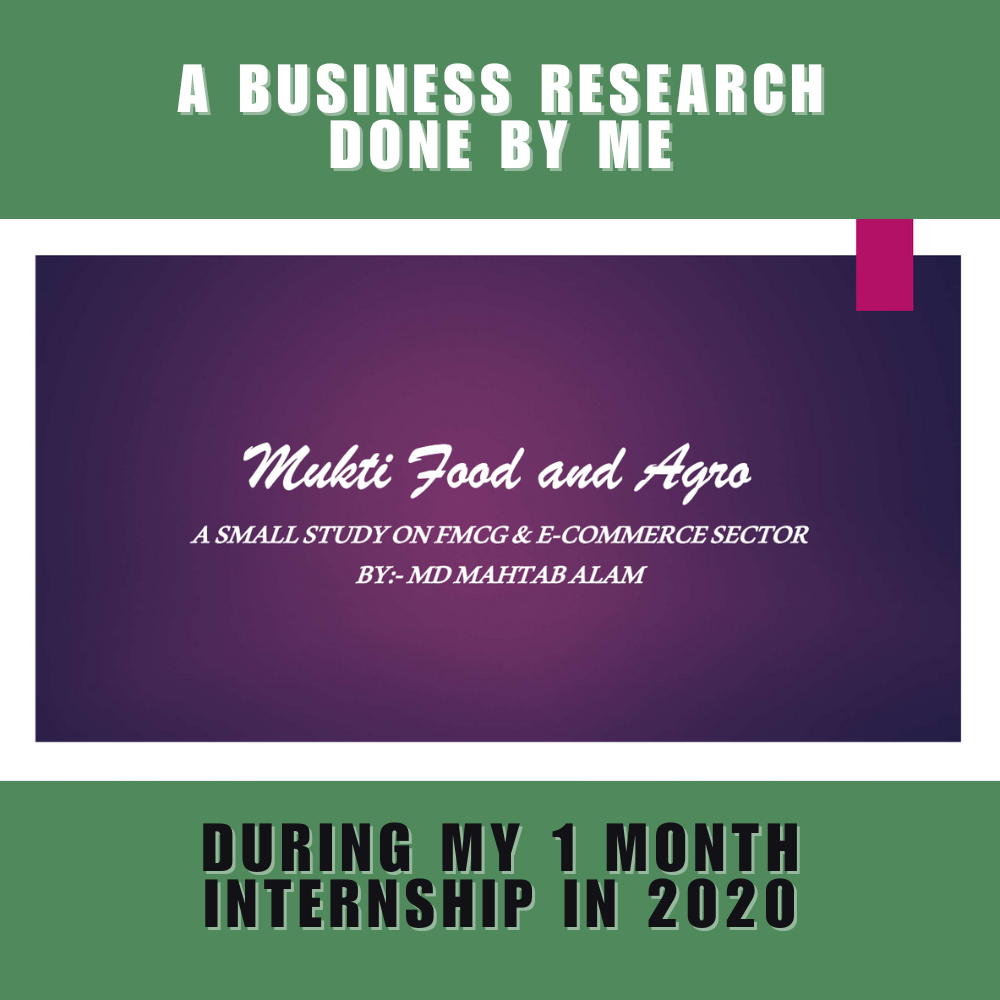 A BUSINESS RESEARCH
DONE BY ME
Mukti Food and Agro
A SMALL STUDY ON FMCG & E-COMMERCE SECTOR
BY:- MD MAHTAB ALAM
DURING MY 1 MONTH
INTERNSHIP IN 2020